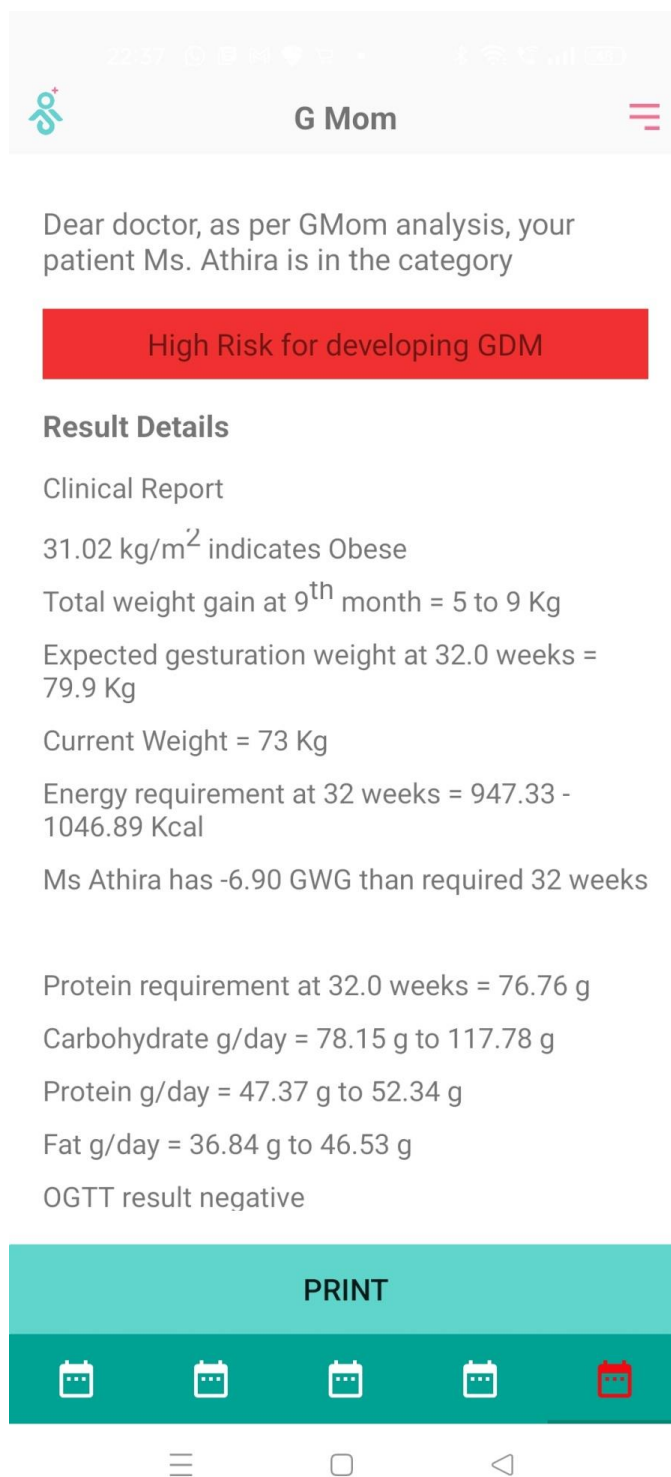 22:37
G Mom
Dear doctor, as per GMom analysis, your
patient Ms. Athira is in the category
High Risk for developing GDM
Result Details
Clinical Report
31.02 kg/m2 indicates Obese
Total weight gain at 9th month = 5 to 9 Kg
Expected gesturation weight at 32.0 weeks =
79.9 Kg
Current Weight = 73 Kg
Energy requirement at 32 weeks = 947.33 -
1046.89 Kcal
Ms Athira has -6.90 GWG than required 32 weeks
Protein requirement at 32.0 weeks = 76.76 g
Carbohydrate g/day = 78.15 g to 117.78 g
Protein g/day = 47.37 g to 52.34 g
Fat g/day = 36.84 g to 46.53 g
OGTT result negative
PRINT